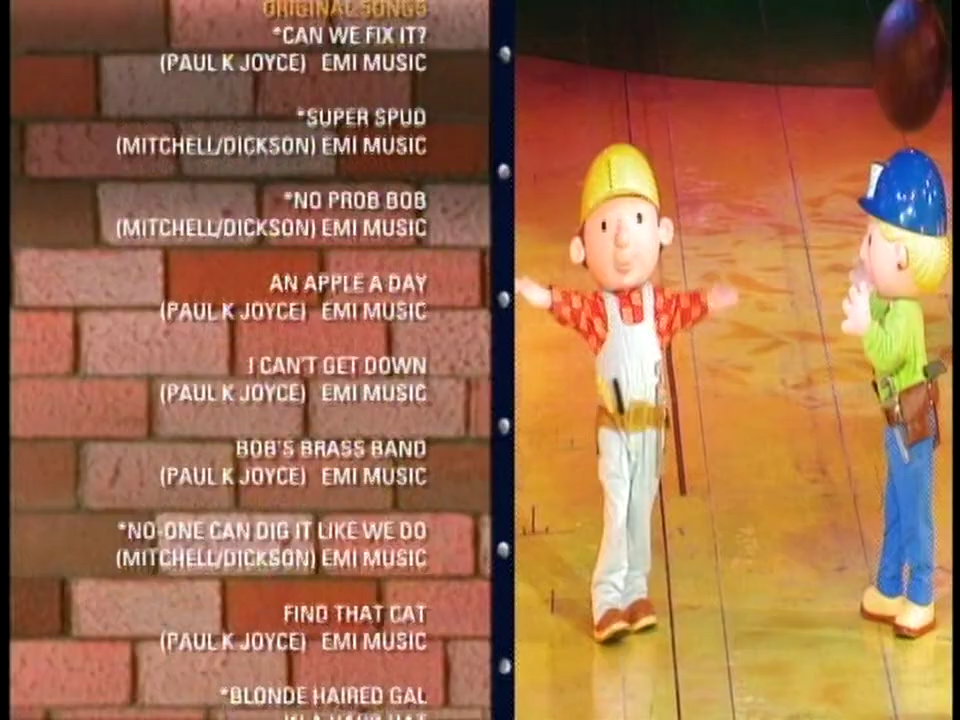 ORIGINAL SONGS
*CAN WE FIX IT?
(PAUL K JOYCE) EMI MUSIC
*SUPER SPUD
(MITCHELL/DICKSON) EMI MUSIC
*NO PROB BOB
(MITCHELL/DICKSON) EMI MUSIC
AN APPLE A DAY
(PAUL K JOYCE) EMI MUSIC
I CAN'T GET DOWN
(PAUL K JOYCE) EMI MUSIC
BOB'S BRASS BAND
(PAUL K JOYCE) EMI MUSIC
*NO-ONE CAN DIG IT LIKE WE DO
(MITCHELL/DICKSON) EMI MUSIC
FIND THAT CAT
(PAUL K JOYCE) EMI MUSIC
*BLONDE HAIRED GAL